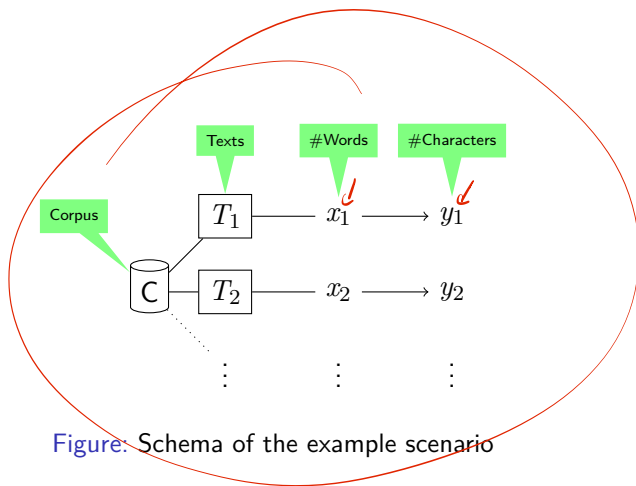 Texts #Words #Characters
Corpus
T₁ x₁ y₁
C T₂ x₂ y₂
⋮ ⋮ ⋮
Figure: Schema of the example scenario